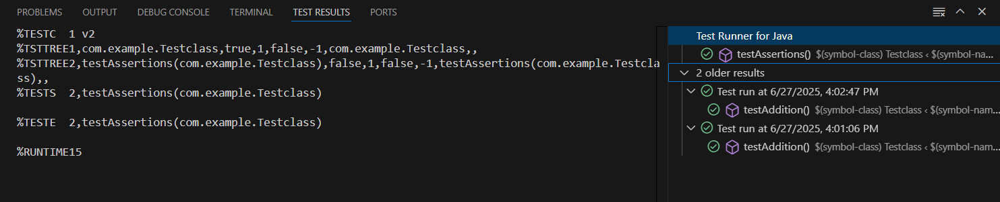 PROBLEMS OUTPUT DEBUG CONSOLE TERMINAL TEST RESULTS PORTS
%TESTC  1 v2
%TSTTREE1,com.example.Testclass,true,1,false,-1,com.example.Testclass,,
%TSTTREE2,testAssertions(com.example.Testclass),false,1,false,-1,testAssertions(com.example.Testcla
ss),,
%TESTS  2,testAssertions(com.example.Testclass)
%TESTE  2,testAssertions(com.example.Testclass)
%RUNTIME15
Test Runner for Java
testAssertions() $(symbol-class) Testclass ‹ $(symbol-na...
2 older results
Test run at 6/27/2025, 4:02:47 PM
testAddition() $(symbol-class) Testclass ‹ $(symbol-nam...
Test run at 6/27/2025, 4:01:06 PM
testAddition() $(symbol-class) Testclass ‹ $(symbol-nam...